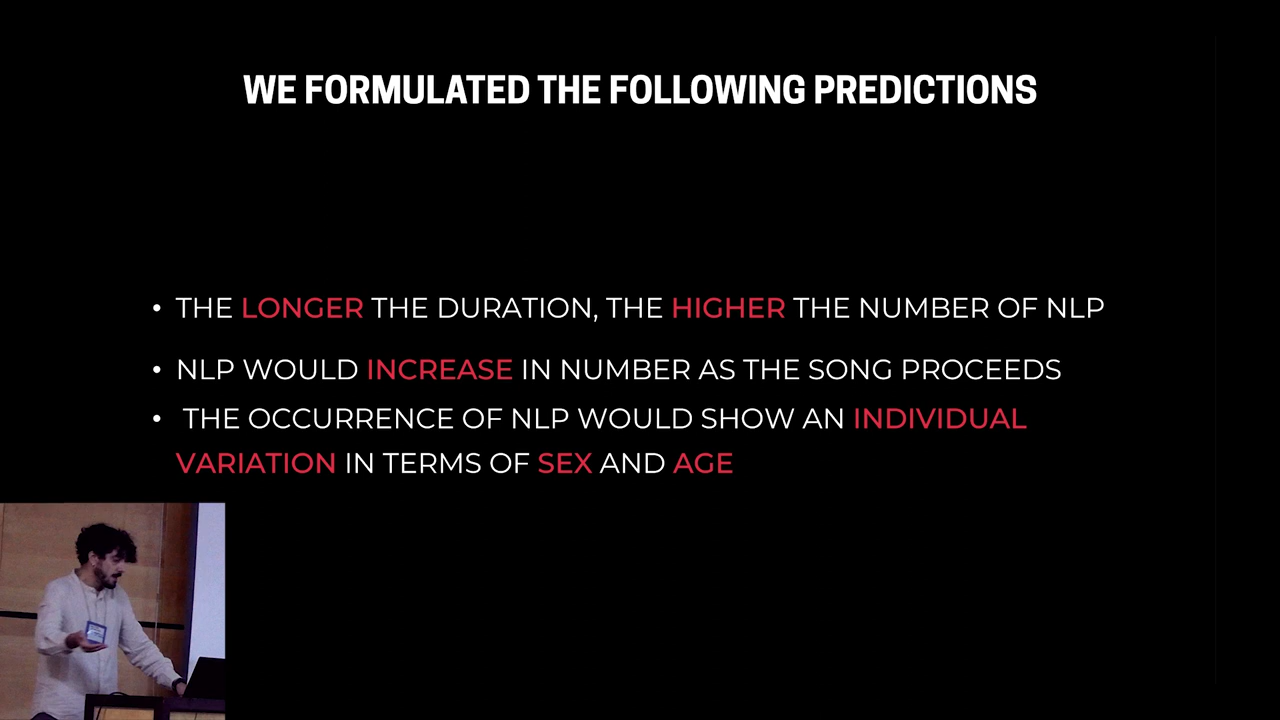 WE FORMULATED THE FOLLOWING PREDICTIONS
• THE LONGER THE DURATION, THE HIGHER THE NUMBER OF NLP
• NLP WOULD INCREASE IN NUMBER AS THE SONG PROCEEDS
• THE OCCURRENCE OF NLP WOULD SHOW AN INDIVIDUAL
VARIATION IN TERMS OF SEX AND AGE